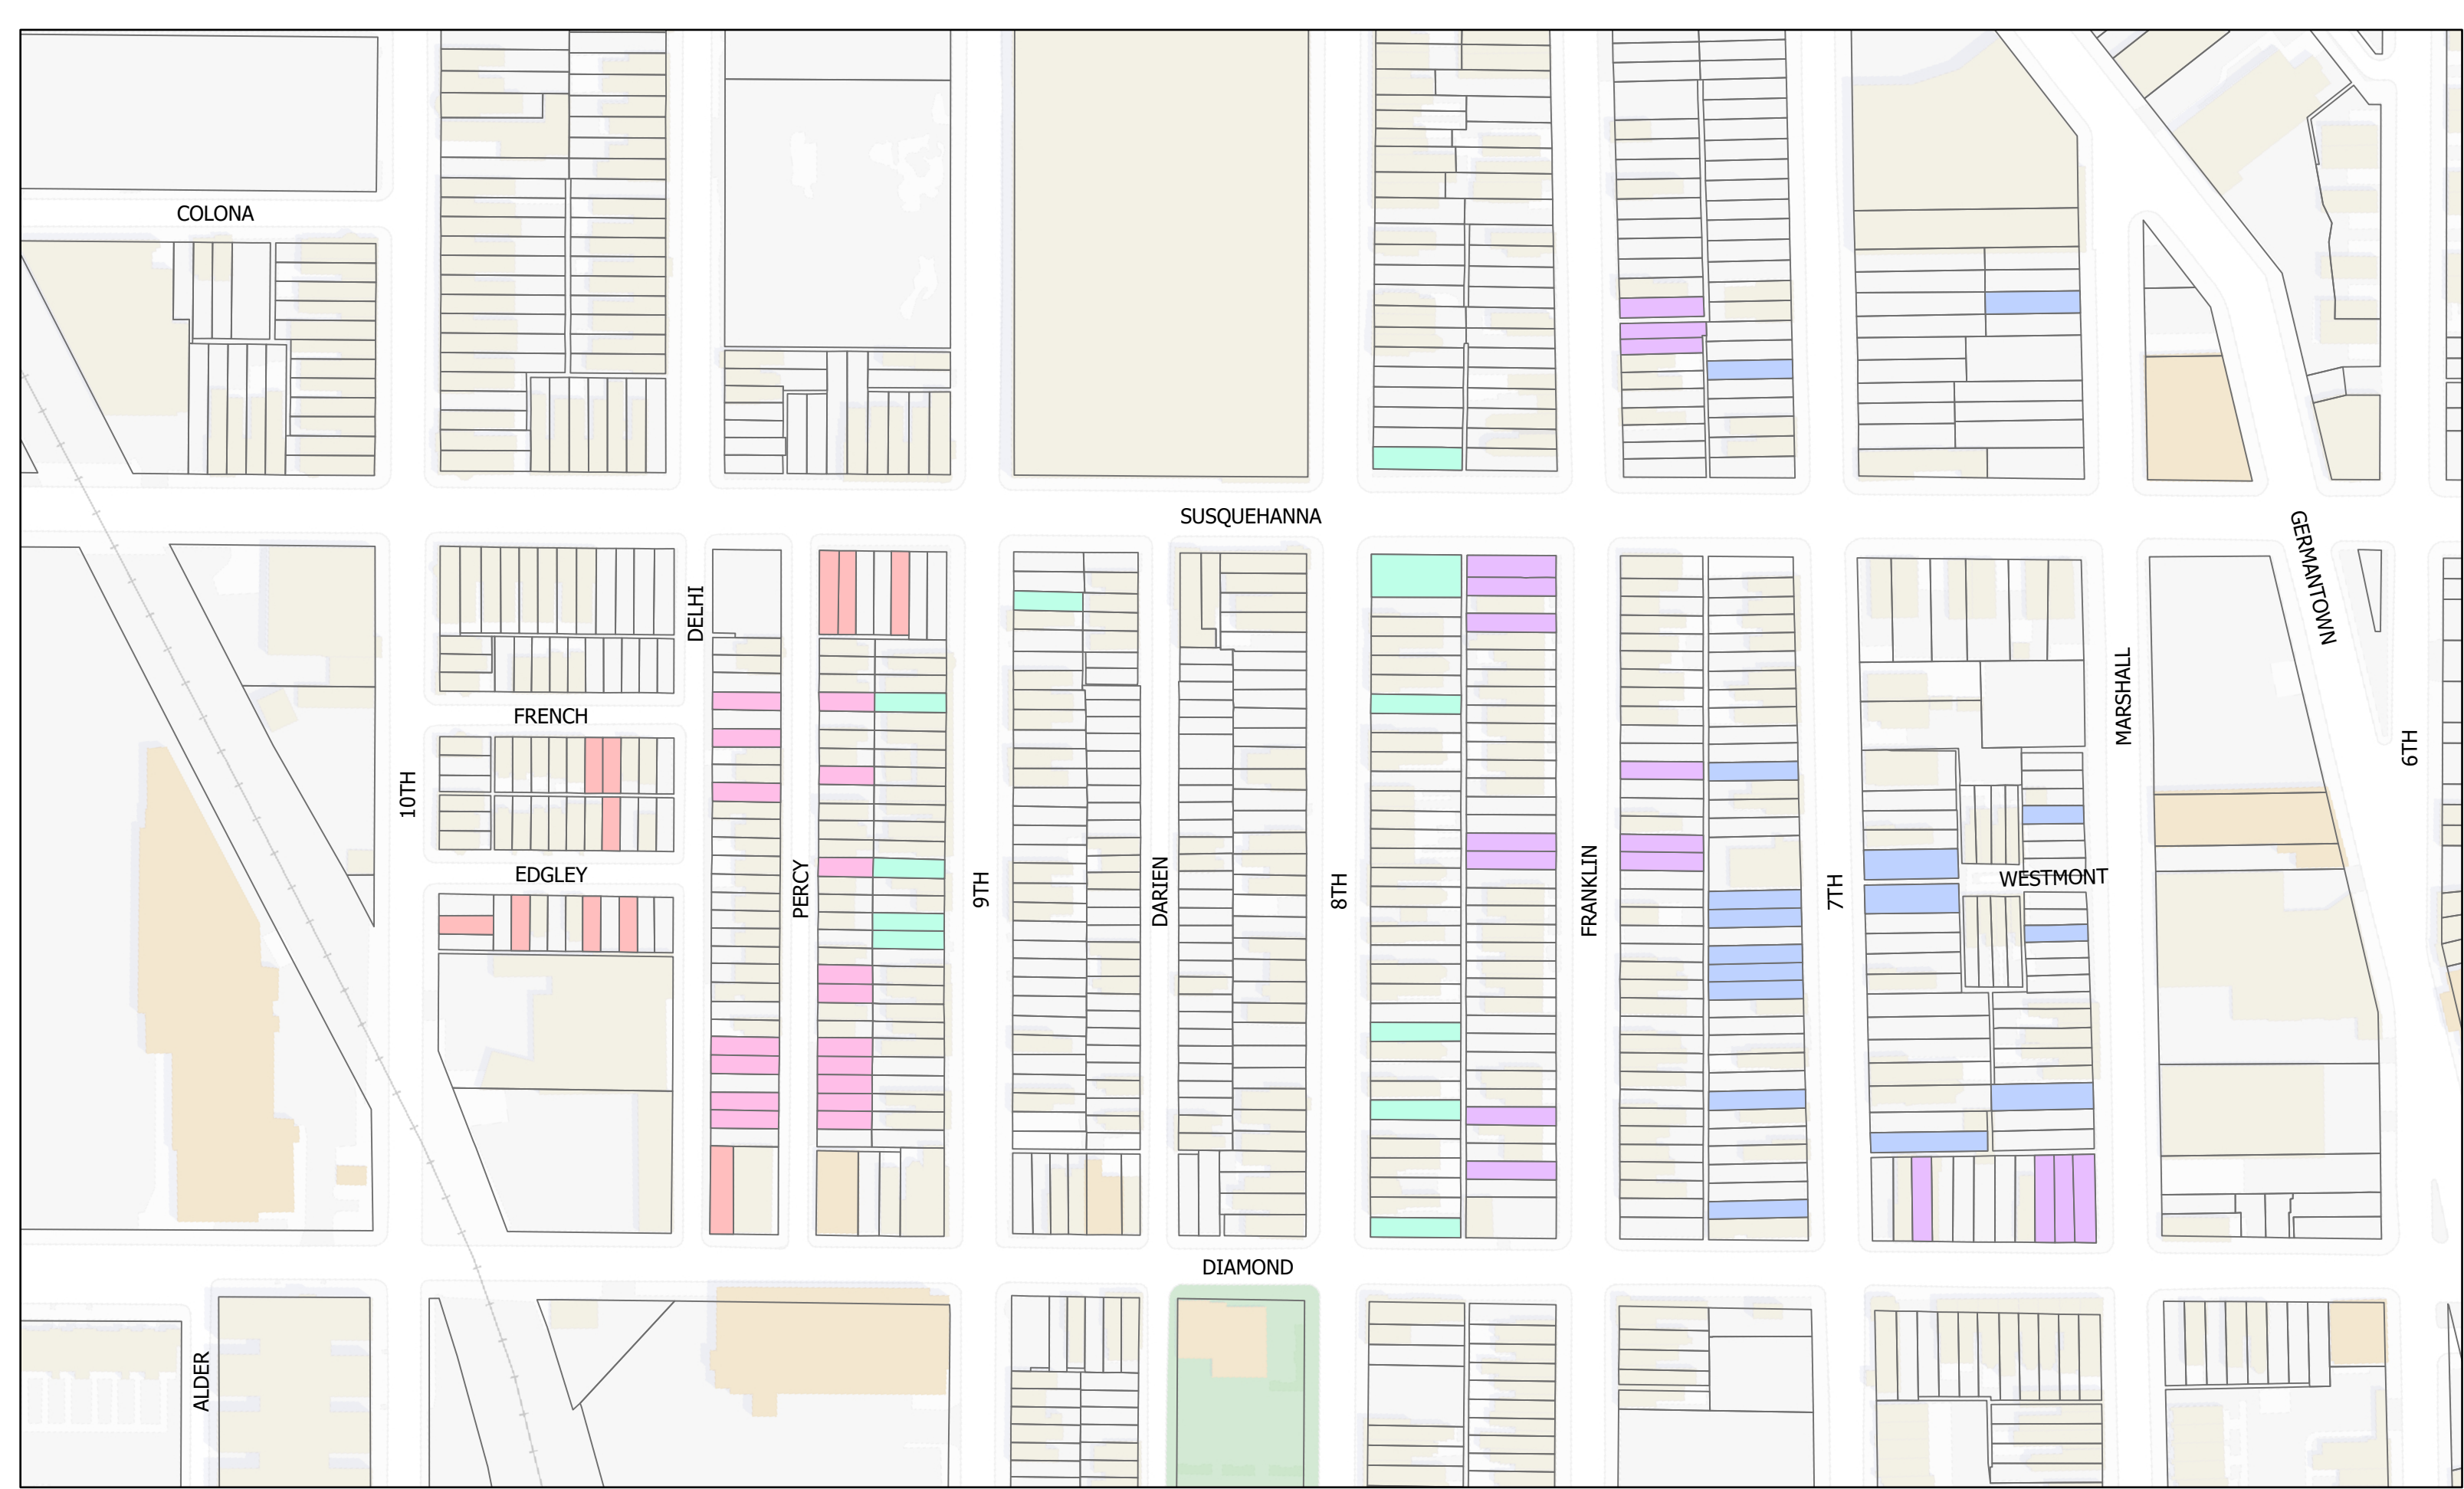 COLONA
SUSQUEHANNA
GERMANTOWN
DELHI
MARSHALL
FRENCH
6TH
10TH
EDGLEY
PERCY
9TH
DARIEN
8TH
FRANKLIN
7TH
WESTMONT
DIAMOND
ALDER